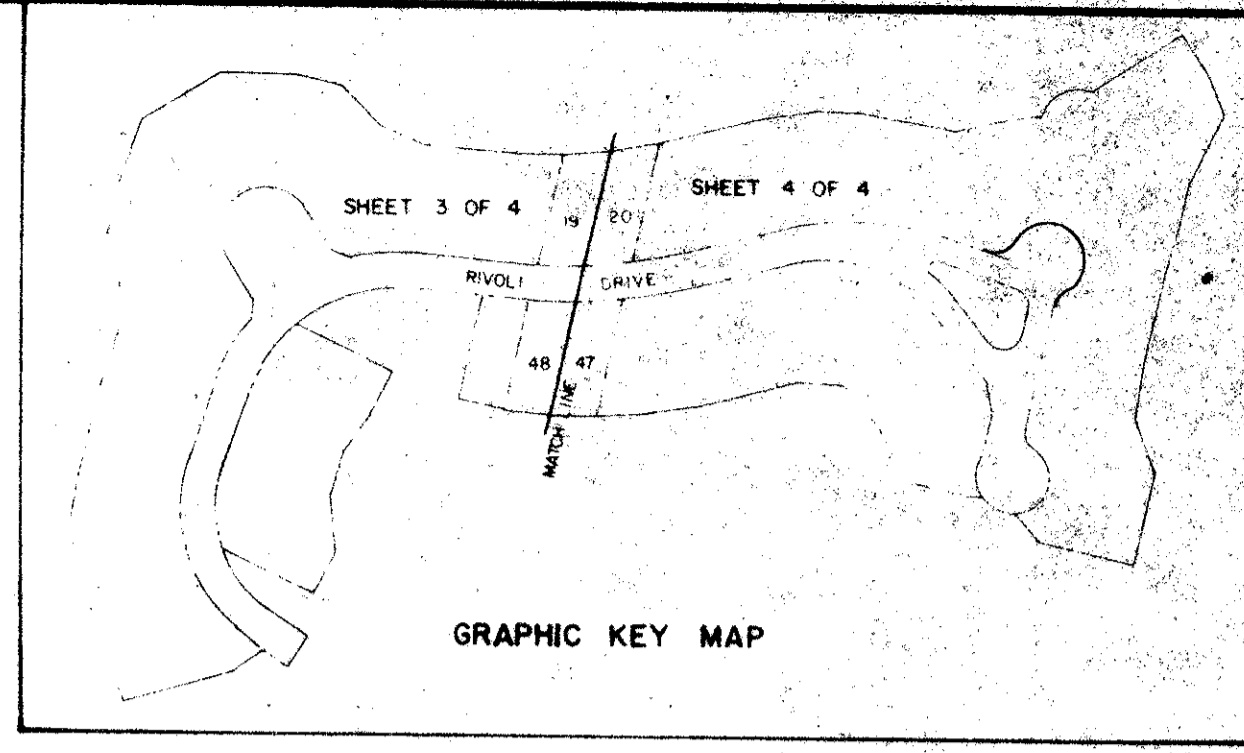 SHEET 3 OF 4
SHEET 4 OF 4
19
20
RIVOLI DRIVE
48
47
MATCH LINE
GRAPHIC KEY MAP